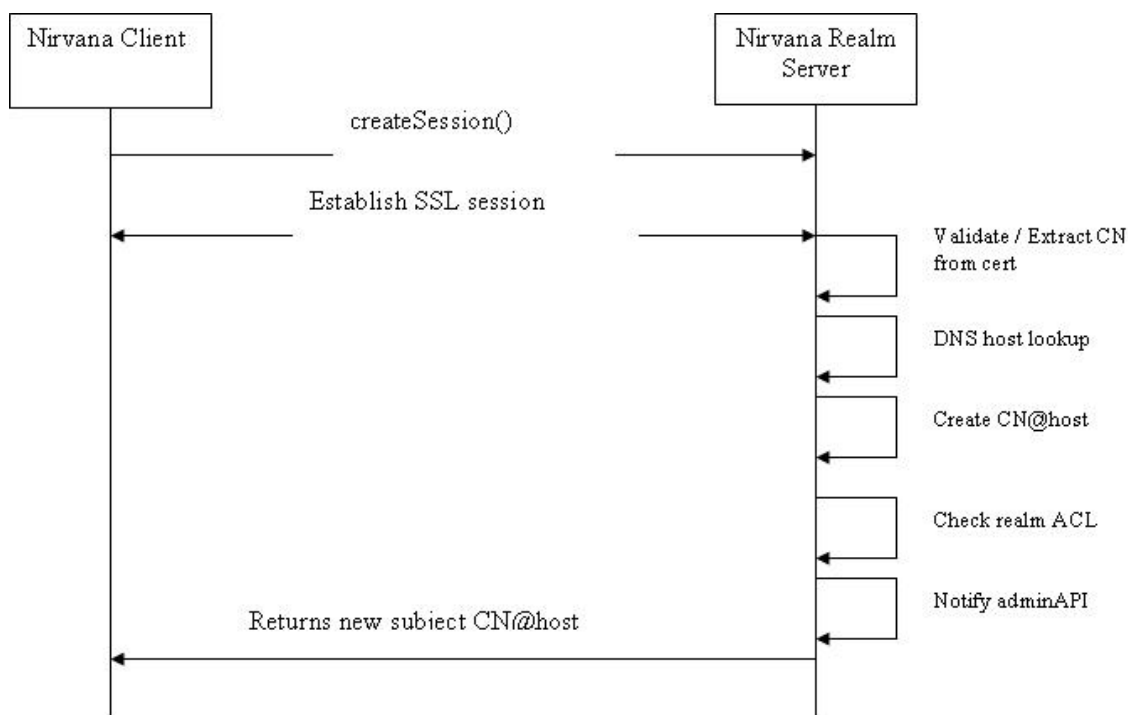 Nirvana Client
Nirvana Realm
Server
createSession()
Establish SSL session
Validate / Extract CN
from cert
DNS host lookup
Create CN@host
Check realm ACL
Notify adminAPI
Returns new subject CN@host